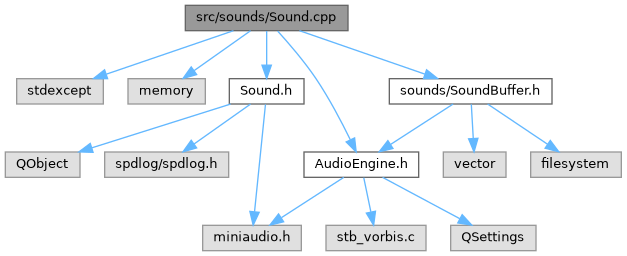 src/sounds/Sound.cpp
stdexcept
memory
Sound.h
sounds/SoundBuffer.h
QObject
spdlog/spdlog.h
AudioEngine.h
vector
filesystem
miniaudio.h
stb_vorbis.c
QSettings